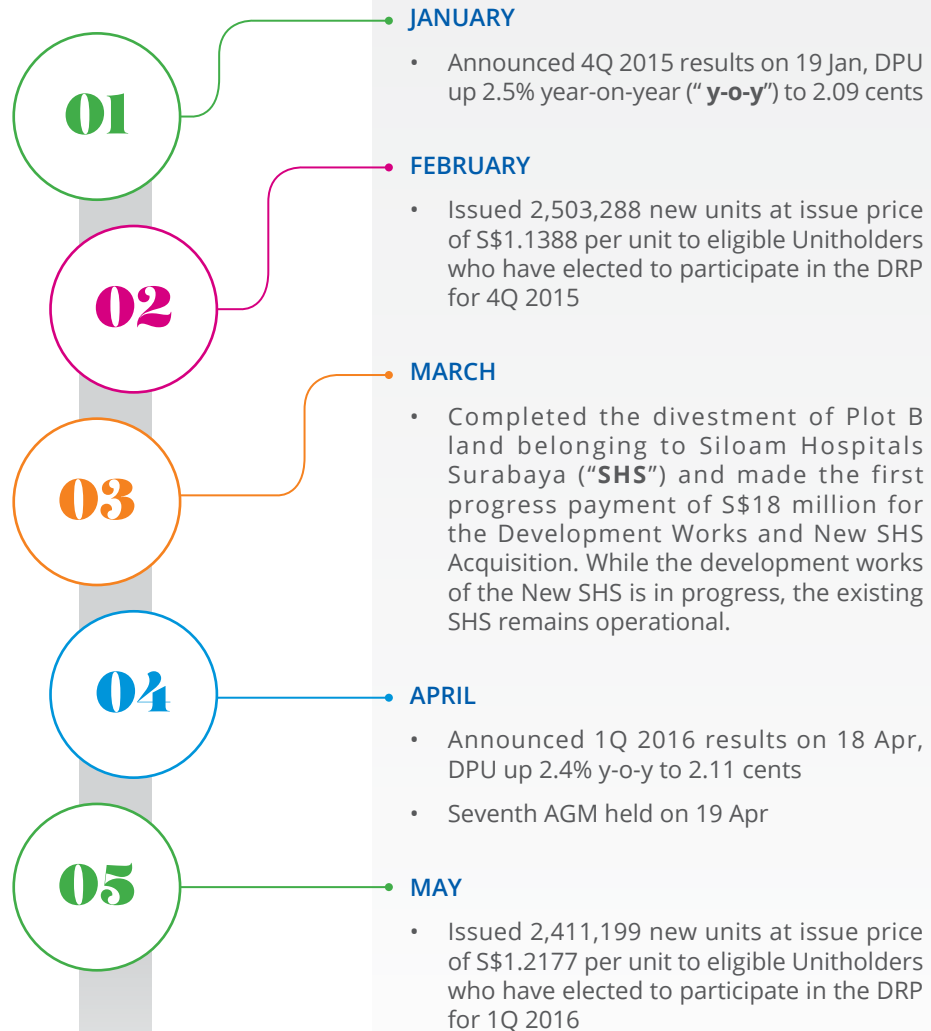 01
JANUARY
• Announced 4Q 2015 results on 19 Jan, DPU
up 2.5% year-on-year (“ y-o-y”) to 2.09 cents
02
FEBRUARY
• Issued 2,503,288 new units at issue price
of S$1.1388 per unit to eligible Unitholders
who have elected to participate in the DRP
for 4Q 2015
03
MARCH
• Completed the divestment of Plot B
land belonging to Siloam Hospitals
Surabaya (“SHS”) and made the first
progress payment of S$18 million for
the Development Works and New SHS
Acquisition. While the development works
of the New SHS is in progress, the existing
SHS remains operational.
04
APRIL
• Announced 1Q 2016 results on 18 Apr,
DPU up 2.4% y-o-y to 2.11 cents
• Seventh AGM held on 19 Apr
05
MAY
• Issued 2,411,199 new units at issue price
of S$1.2177 per unit to eligible Unitholders
who have elected to participate in the DRP
for 1Q 2016